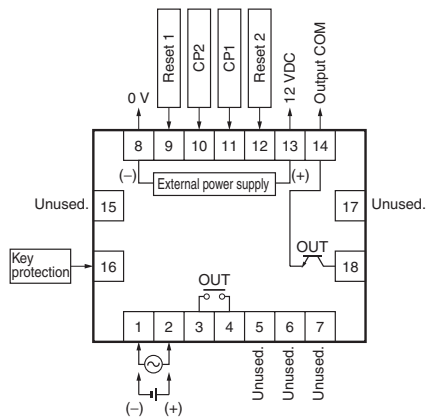 0 V
Reset 1
CP2
CP1
Reset 2
12 VDC
Output COM
8 9 10 11 12 13 14
(−) External power supply (+)
Unused. 15
17 Unused.
Key
protection
16
OUT
18
OUT
1 2 3 4 5 6 7
Unused.
Unused.
Unused.
(−) (+)